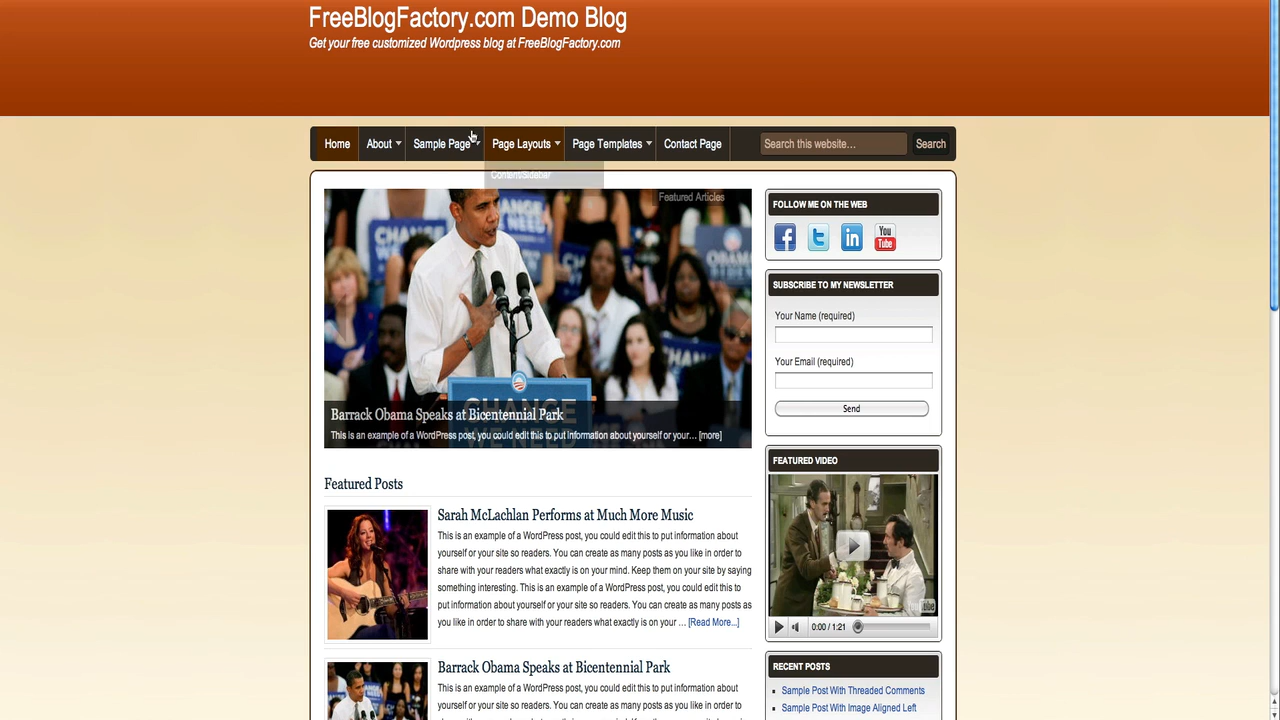 FreeBlogFactory.com Demo Blog
Get your free customized Wordpress blog at FreeBlogFactory.com
Home About Sample Page Page Layouts Page Templates Contact Page Search this website... Search
Content/Sidebar
Featured Articles
CHANGE
WE NEED
Barrack Obama Speaks at Bicentennial Park
This is an example of a WordPress post, you could edit this to put information about yourself or your... [more]
Featured Posts
Sarah McLachlan Performs at Much More Music
This is an example of a WordPress post, you could edit this to put information about
yourself or your site so readers. You can create as many posts as you like in order to
share with your readers what exactly is on your mind. Keep them on your site by saying
something interesting. This is an example of a WordPress post, you could edit this to
put information about yourself or your site so readers. You can create as many posts as
you like in order to share with your readers what exactly is on your ... [Read More...]
Barrack Obama Speaks at Bicentennial Park
This is an example of a WordPress post, you could edit this to put information about
yourself or your site so readers. You can create as many posts as you like in order to
FOLLOW ME ON THE WEB
You
Tube
SUBSCRIBE TO MY NEWSLETTER
Your Name (required)
Your Email (required)
Send
FEATURED VIDEO
YouTube
0:00 / 1:21
RECENT POSTS
Sample Post With Threaded Comments
Sample Post With Image Aligned Left